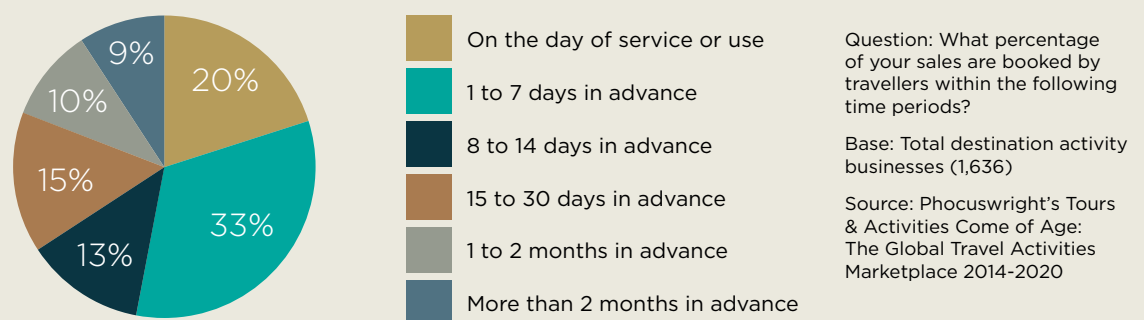 9%
20%
10%
15%
33%
13%
On the day of service or use
1 to 7 days in advance
8 to 14 days in advance
15 to 30 days in advance
1 to 2 months in advance
More than 2 months in advance
Question: What percentage
of your sales are booked by
travellers within the following
time periods?
Base: Total destination activity
businesses (1,636)
Source: Phocuswright's Tours
& Activities Come of Age:
The Global Travel Activities
Marketplace 2014-2020